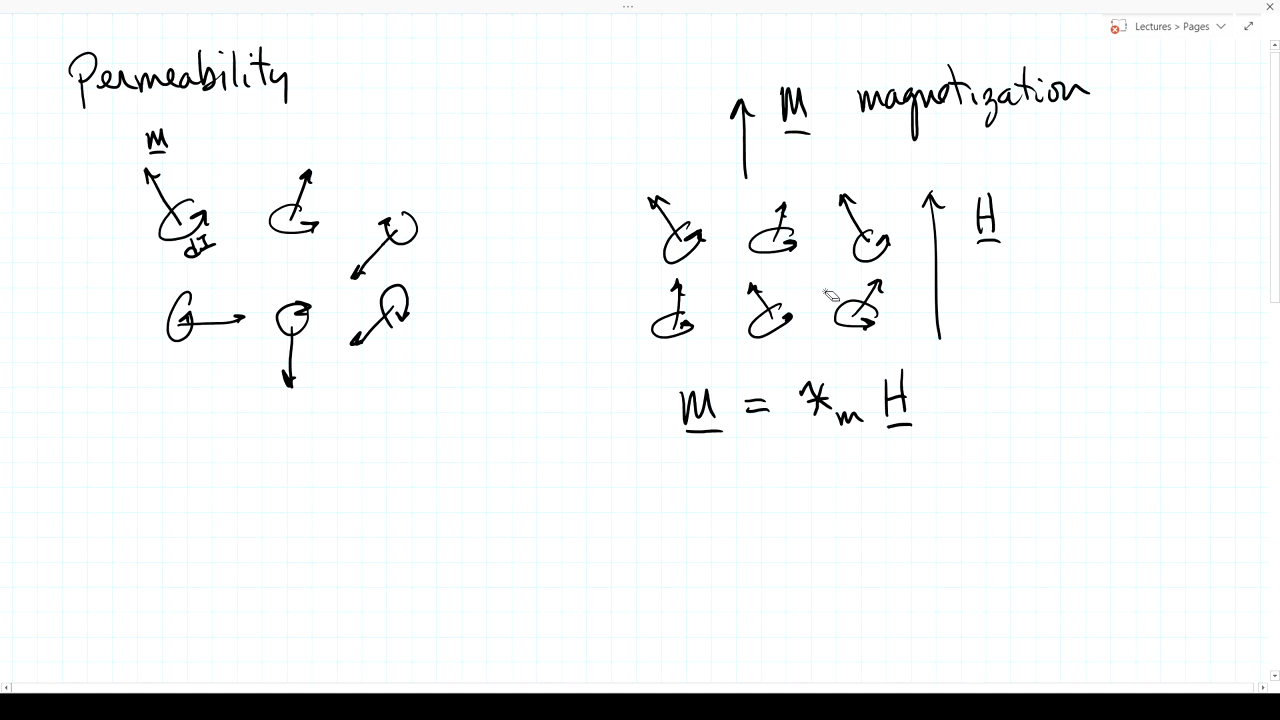 Lectures > Pages
Permeability
M magnetization
m
dI
H
M = χm H